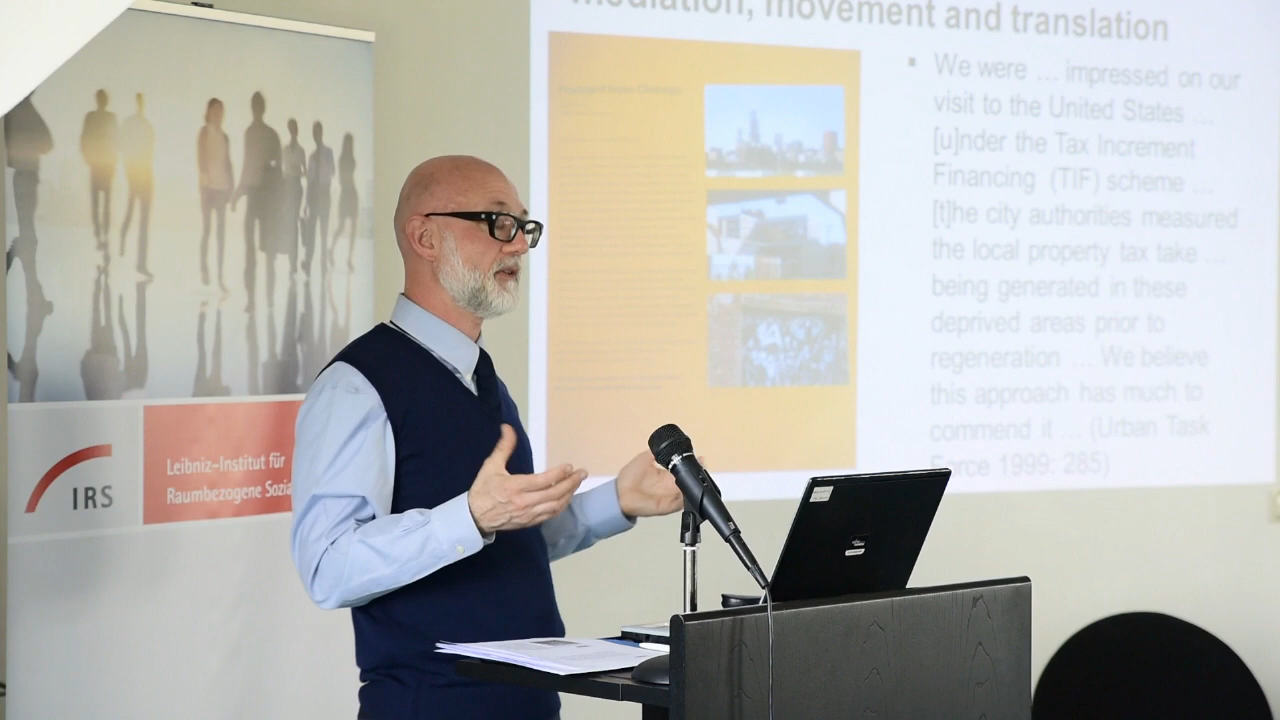 mediation, movement and translation
▪ We were … impressed on our
visit to the United States …
[u]nder the Tax Increment
Financing (TIF) scheme …
[t]he city authorities measured
the local property tax take …
being generated in these
deprived areas prior to
regeneration … We believe
this approach has much to
commend it … (Urban Task
Force 1999: 285)
IRS
Leibniz-Institut für
Raumbezogene Sozia